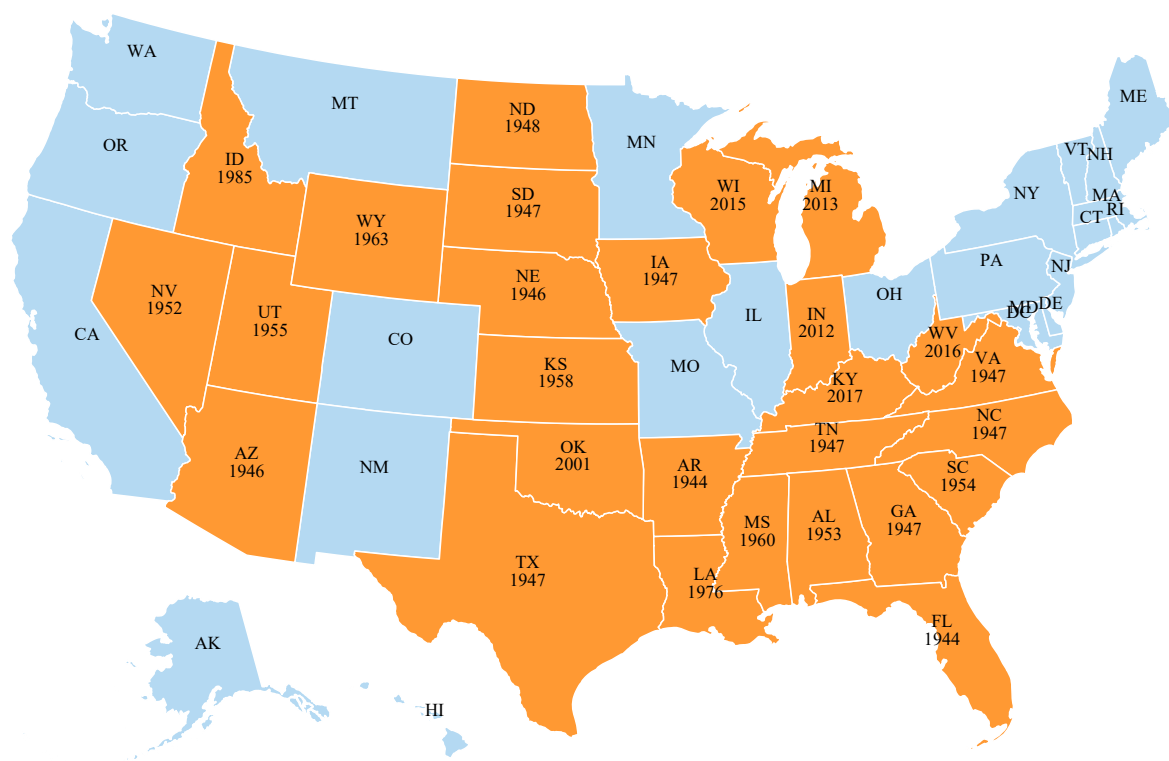 WA
MT
ME
ND
1948
MN
OR
VT
NH
ID
1985
WI
2015
MI
2013
NY
MA
SD
1947
RI
CT
WY
1963
PA
IA
1947
NJ
NE
1946
NV
1952
OH
DE
MD
DC
UT
1955
IL
IN
2012
CA
CO
WV
2016
VA
1947
KS
1958
MO
KY
2017
NC
1947
TN
1947
AZ
1946
NM
OK
2001
AR
1944
SC
1954
MS
1960
AL
1953
GA
1947
TX
1947
LA
1976
FL
1944
AK
HI